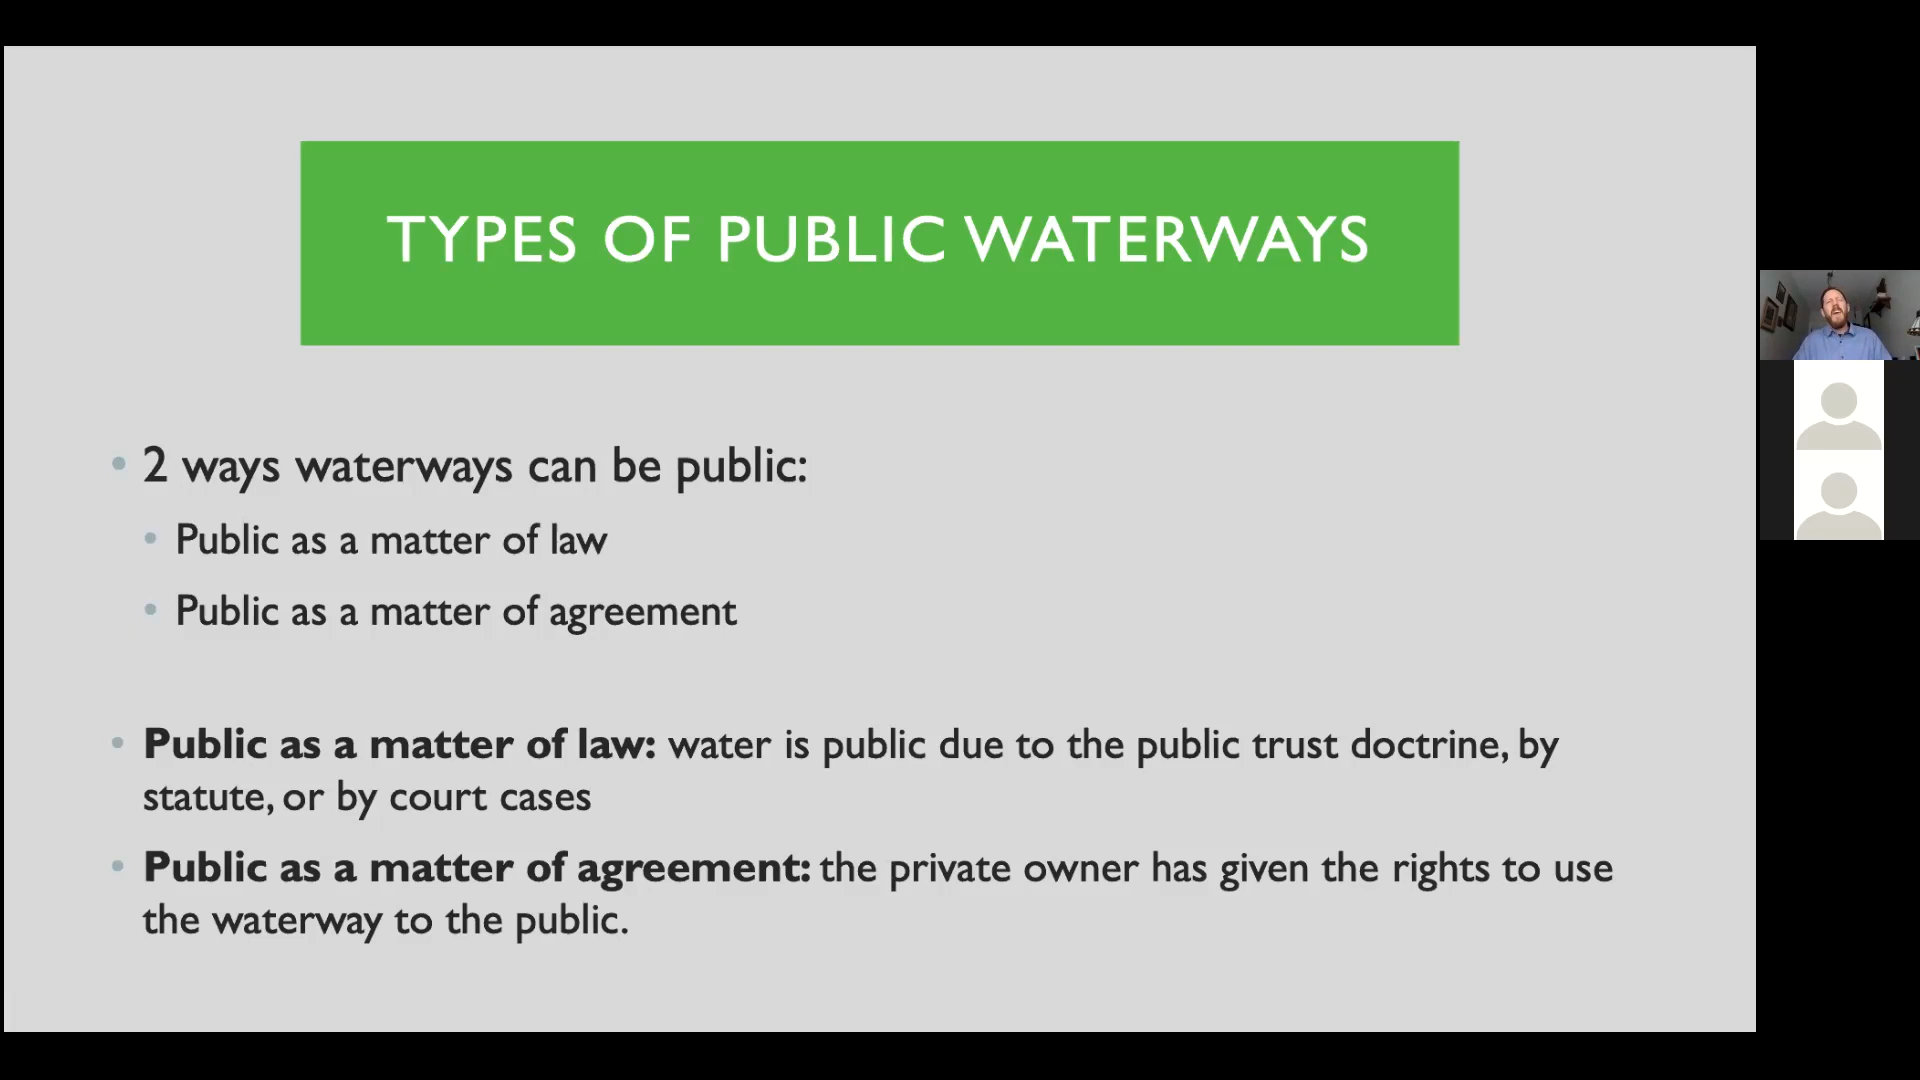 TYPES OF PUBLIC WATERWAYS
• 2 ways waterways can be public:
• Public as a matter of law
• Public as a matter of agreement
• Public as a matter of law: water is public due to the public trust doctrine, by
statute, or by court cases
• Public as a matter of agreement: the private owner has given the rights to use
the waterway to the public.